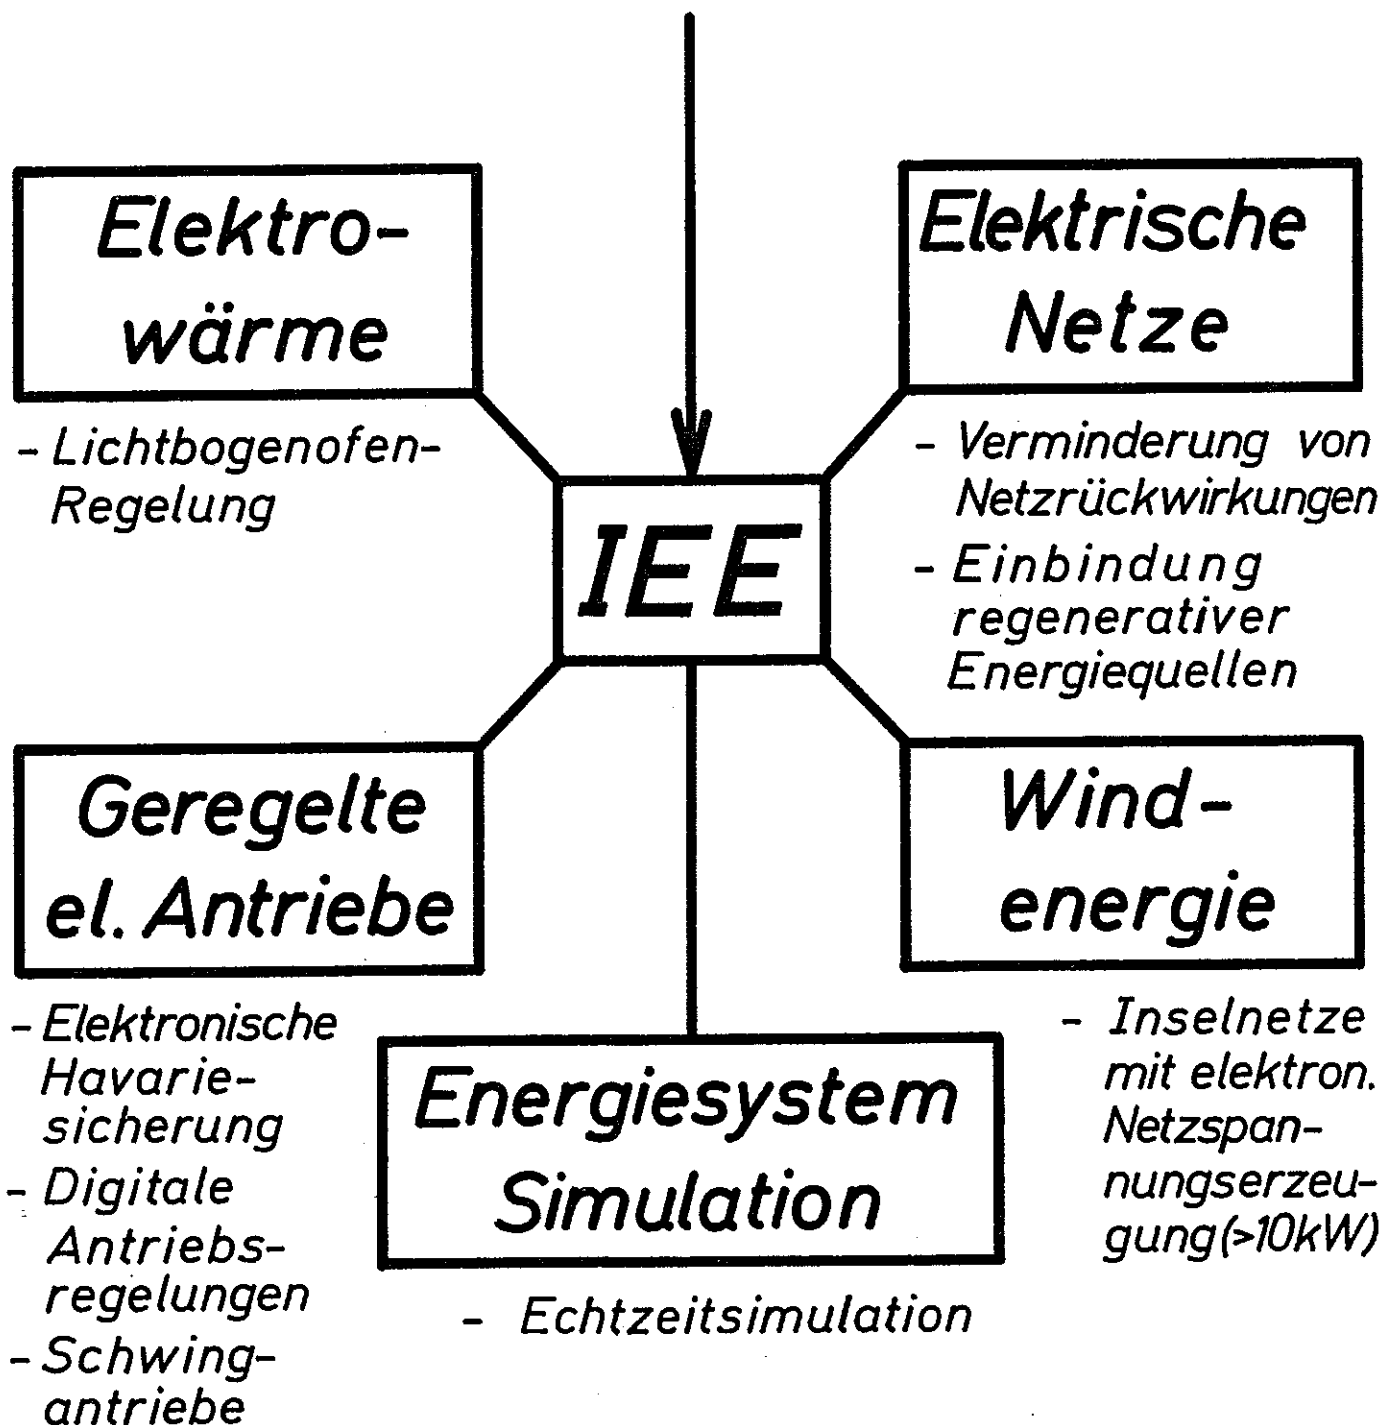 Elektro-
wärme
- Lichtbogenofen-
Regelung
Elektrische
Netze
- Verminderung von
Netzrückwirkungen
- Einbindung
regenerativer
Energiequellen
IEE
Geregelte
el. Antriebe
- Elektronische
Havarie-
sicherung
- Digitale
Antriebs-
regelungen
- Schwing-
antriebe
Energiesystem
Simulation
- Echtzeitsimulation
Wind-
energie
- Inselnetze
mit elektron.
Netzspan-
nungserzeu-
gung (>10kW)